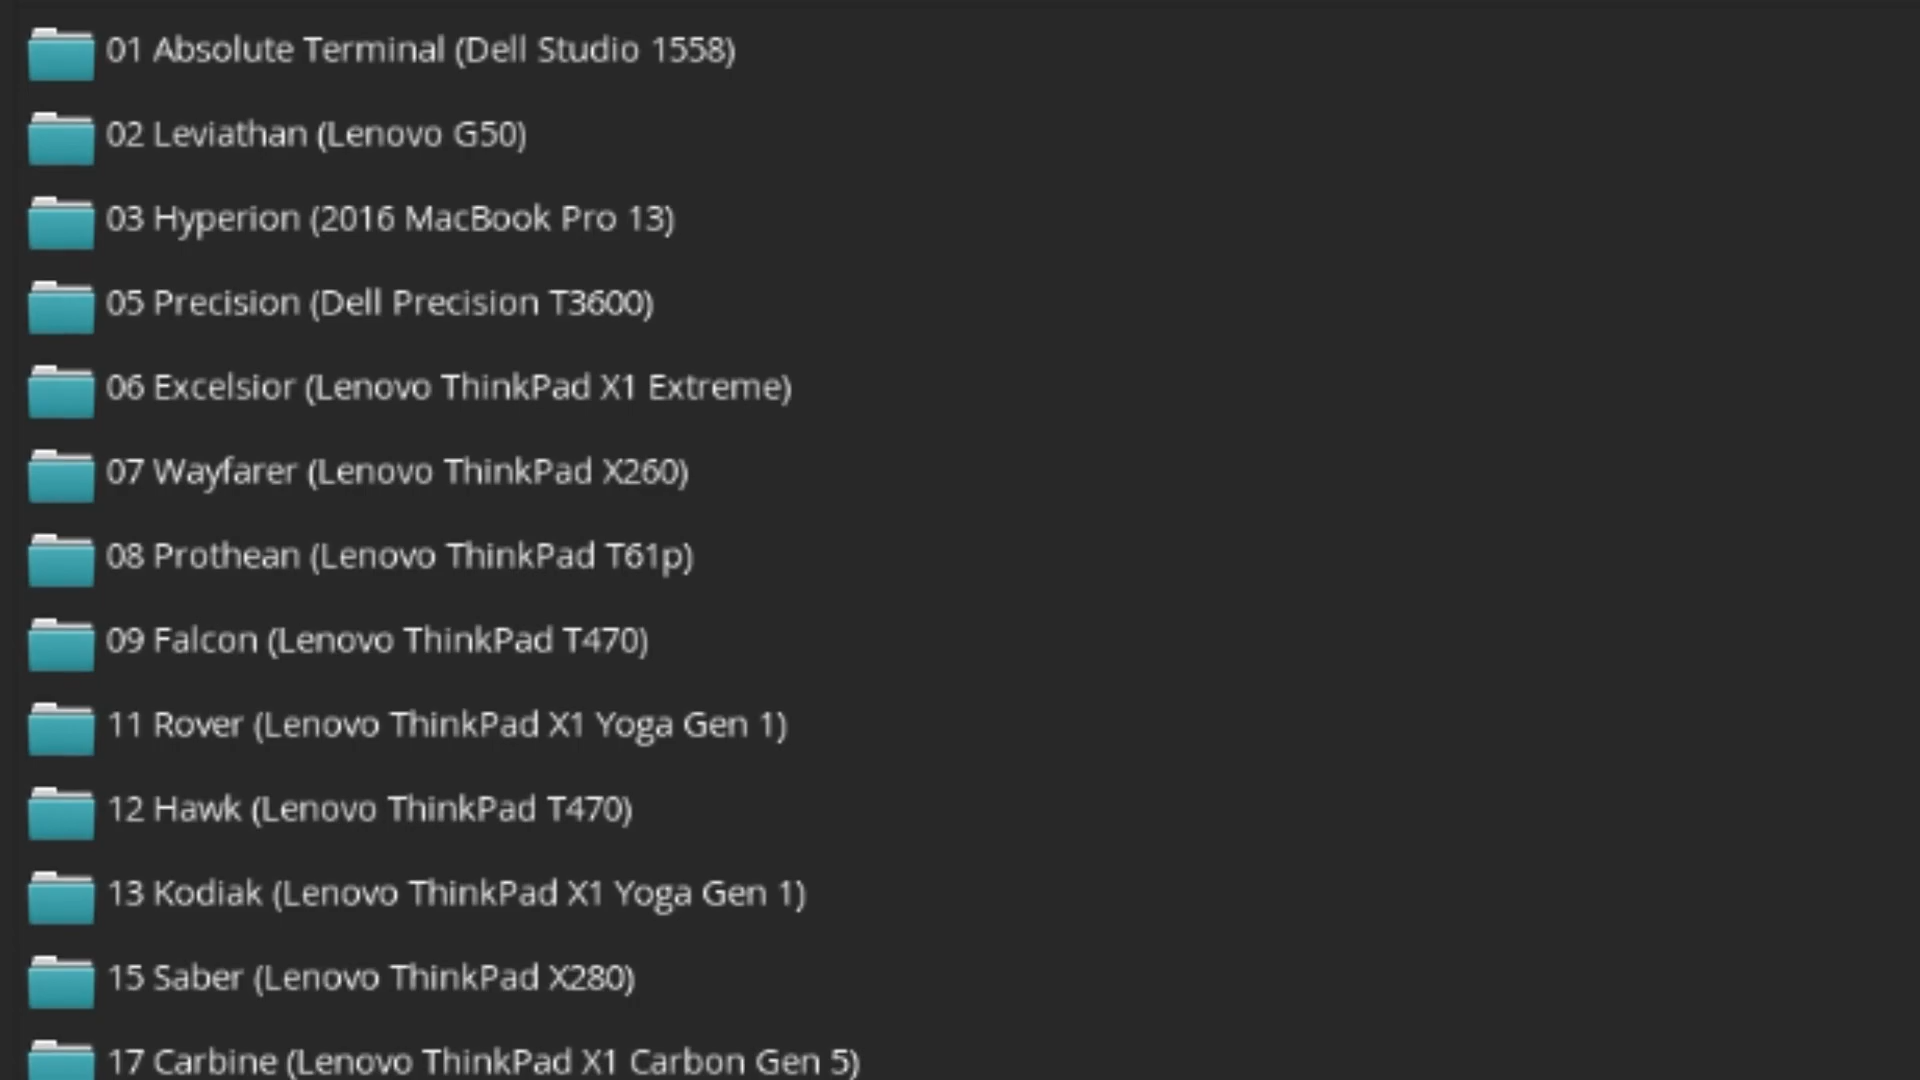 01 Absolute Terminal (Dell Studio 1558)
02 Leviathan (Lenovo G50)
03 Hyperion (2016 MacBook Pro 13)
05 Precision (Dell Precision T3600)
06 Excelsior (Lenovo ThinkPad X1 Extreme)
07 Wayfarer (Lenovo ThinkPad X260)
08 Prothean (Lenovo ThinkPad T61p)
09 Falcon (Lenovo ThinkPad T470)
11 Rover (Lenovo ThinkPad X1 Yoga Gen 1)
12 Hawk (Lenovo ThinkPad T470)
13 Kodiak (Lenovo ThinkPad X1 Yoga Gen 1)
15 Saber (Lenovo ThinkPad X280)
17 Carbine (Lenovo ThinkPad X1 Carbon Gen 5)